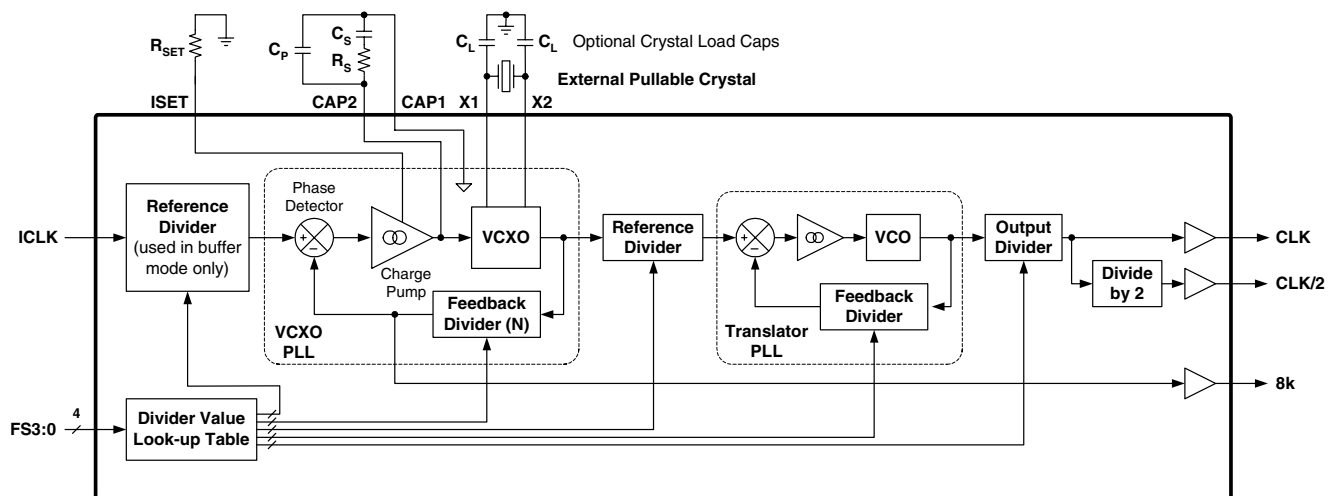 RSET
CP
CS
RS
CL
CL
Optional Crystal Load Caps
External Pullable Crystal
ISET
CAP2
CAP1
X1
X2
Phase
Detector
Reference
Divider
(used in buffer
mode only)
ICLK
+
−
VCXO
Charge
Pump
Reference
Divider
+
−
VCO
Output
Divider
CLK
Divide
by 2
CLK/2
Feedback
Divider (N)
VCXO
PLL
Feedback
Divider
Translator
PLL
8k
4
FS3:0
Divider Value
Look-up Table